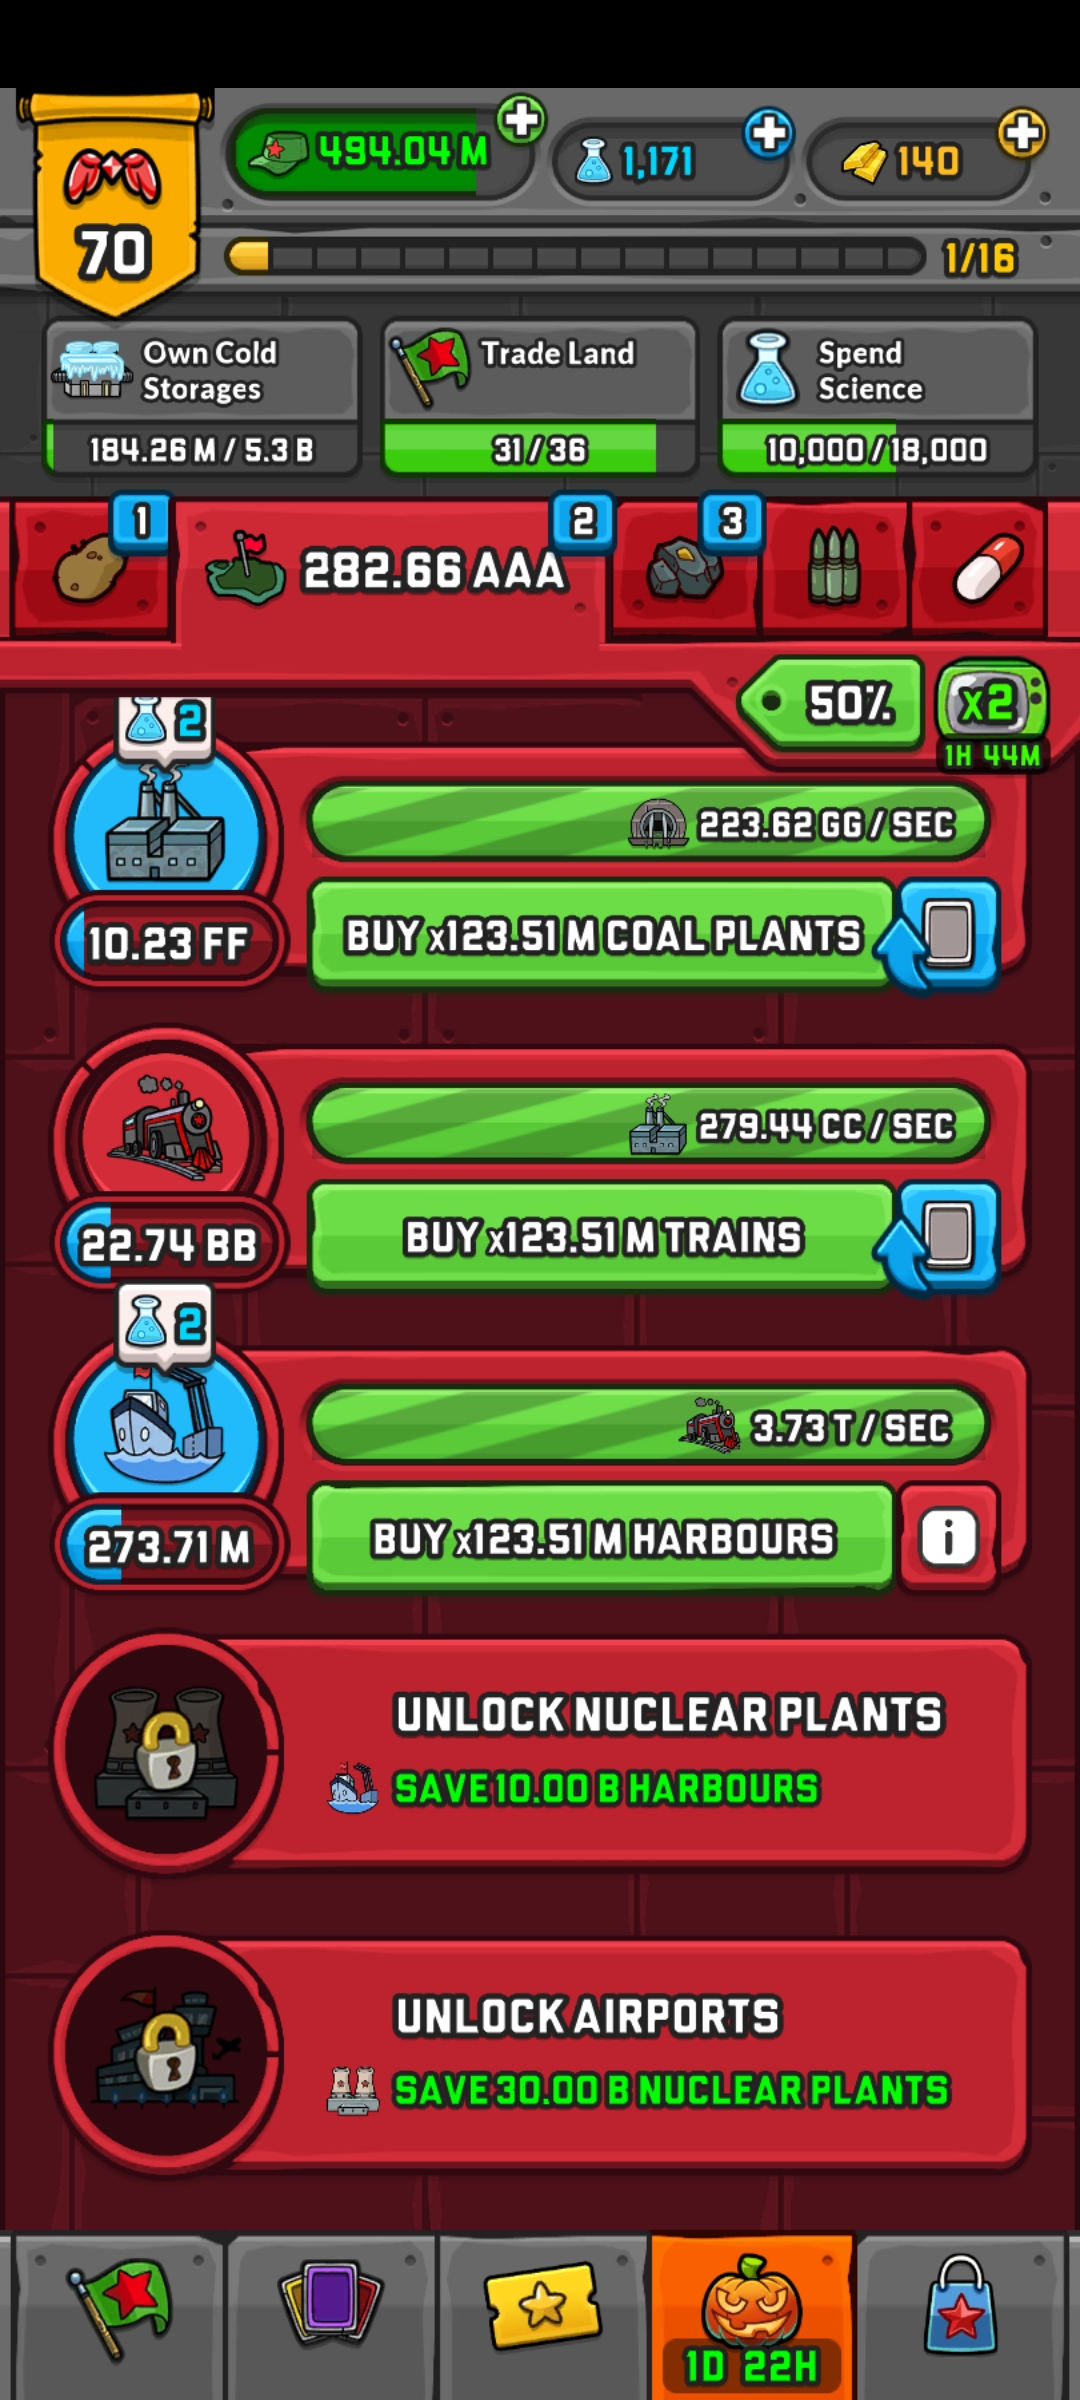 494.04 M
1,171
140
70
1/16
Own Cold
Storages
184.26 M / 5.3 B
Trade Land
31 / 36
Spend
Science
10,000 / 18,000
1
282.66 AAA
2
3
50%
x2
1H 44M
2
223.62 GG / SEC
10.23 FF
BUY x123.51 M COAL PLANTS
279.44 CC / SEC
22.74 BB
BUY x123.51 M TRAINS
2
3.73 T / SEC
273.71 M
BUY x123.51 M HARBOURS
i
UNLOCK NUCLEAR PLANTS
SAVE 10.00 B HARBOURS
UNLOCK AIRPORTS
SAVE 30.00 B NUCLEAR PLANTS
1D 22H